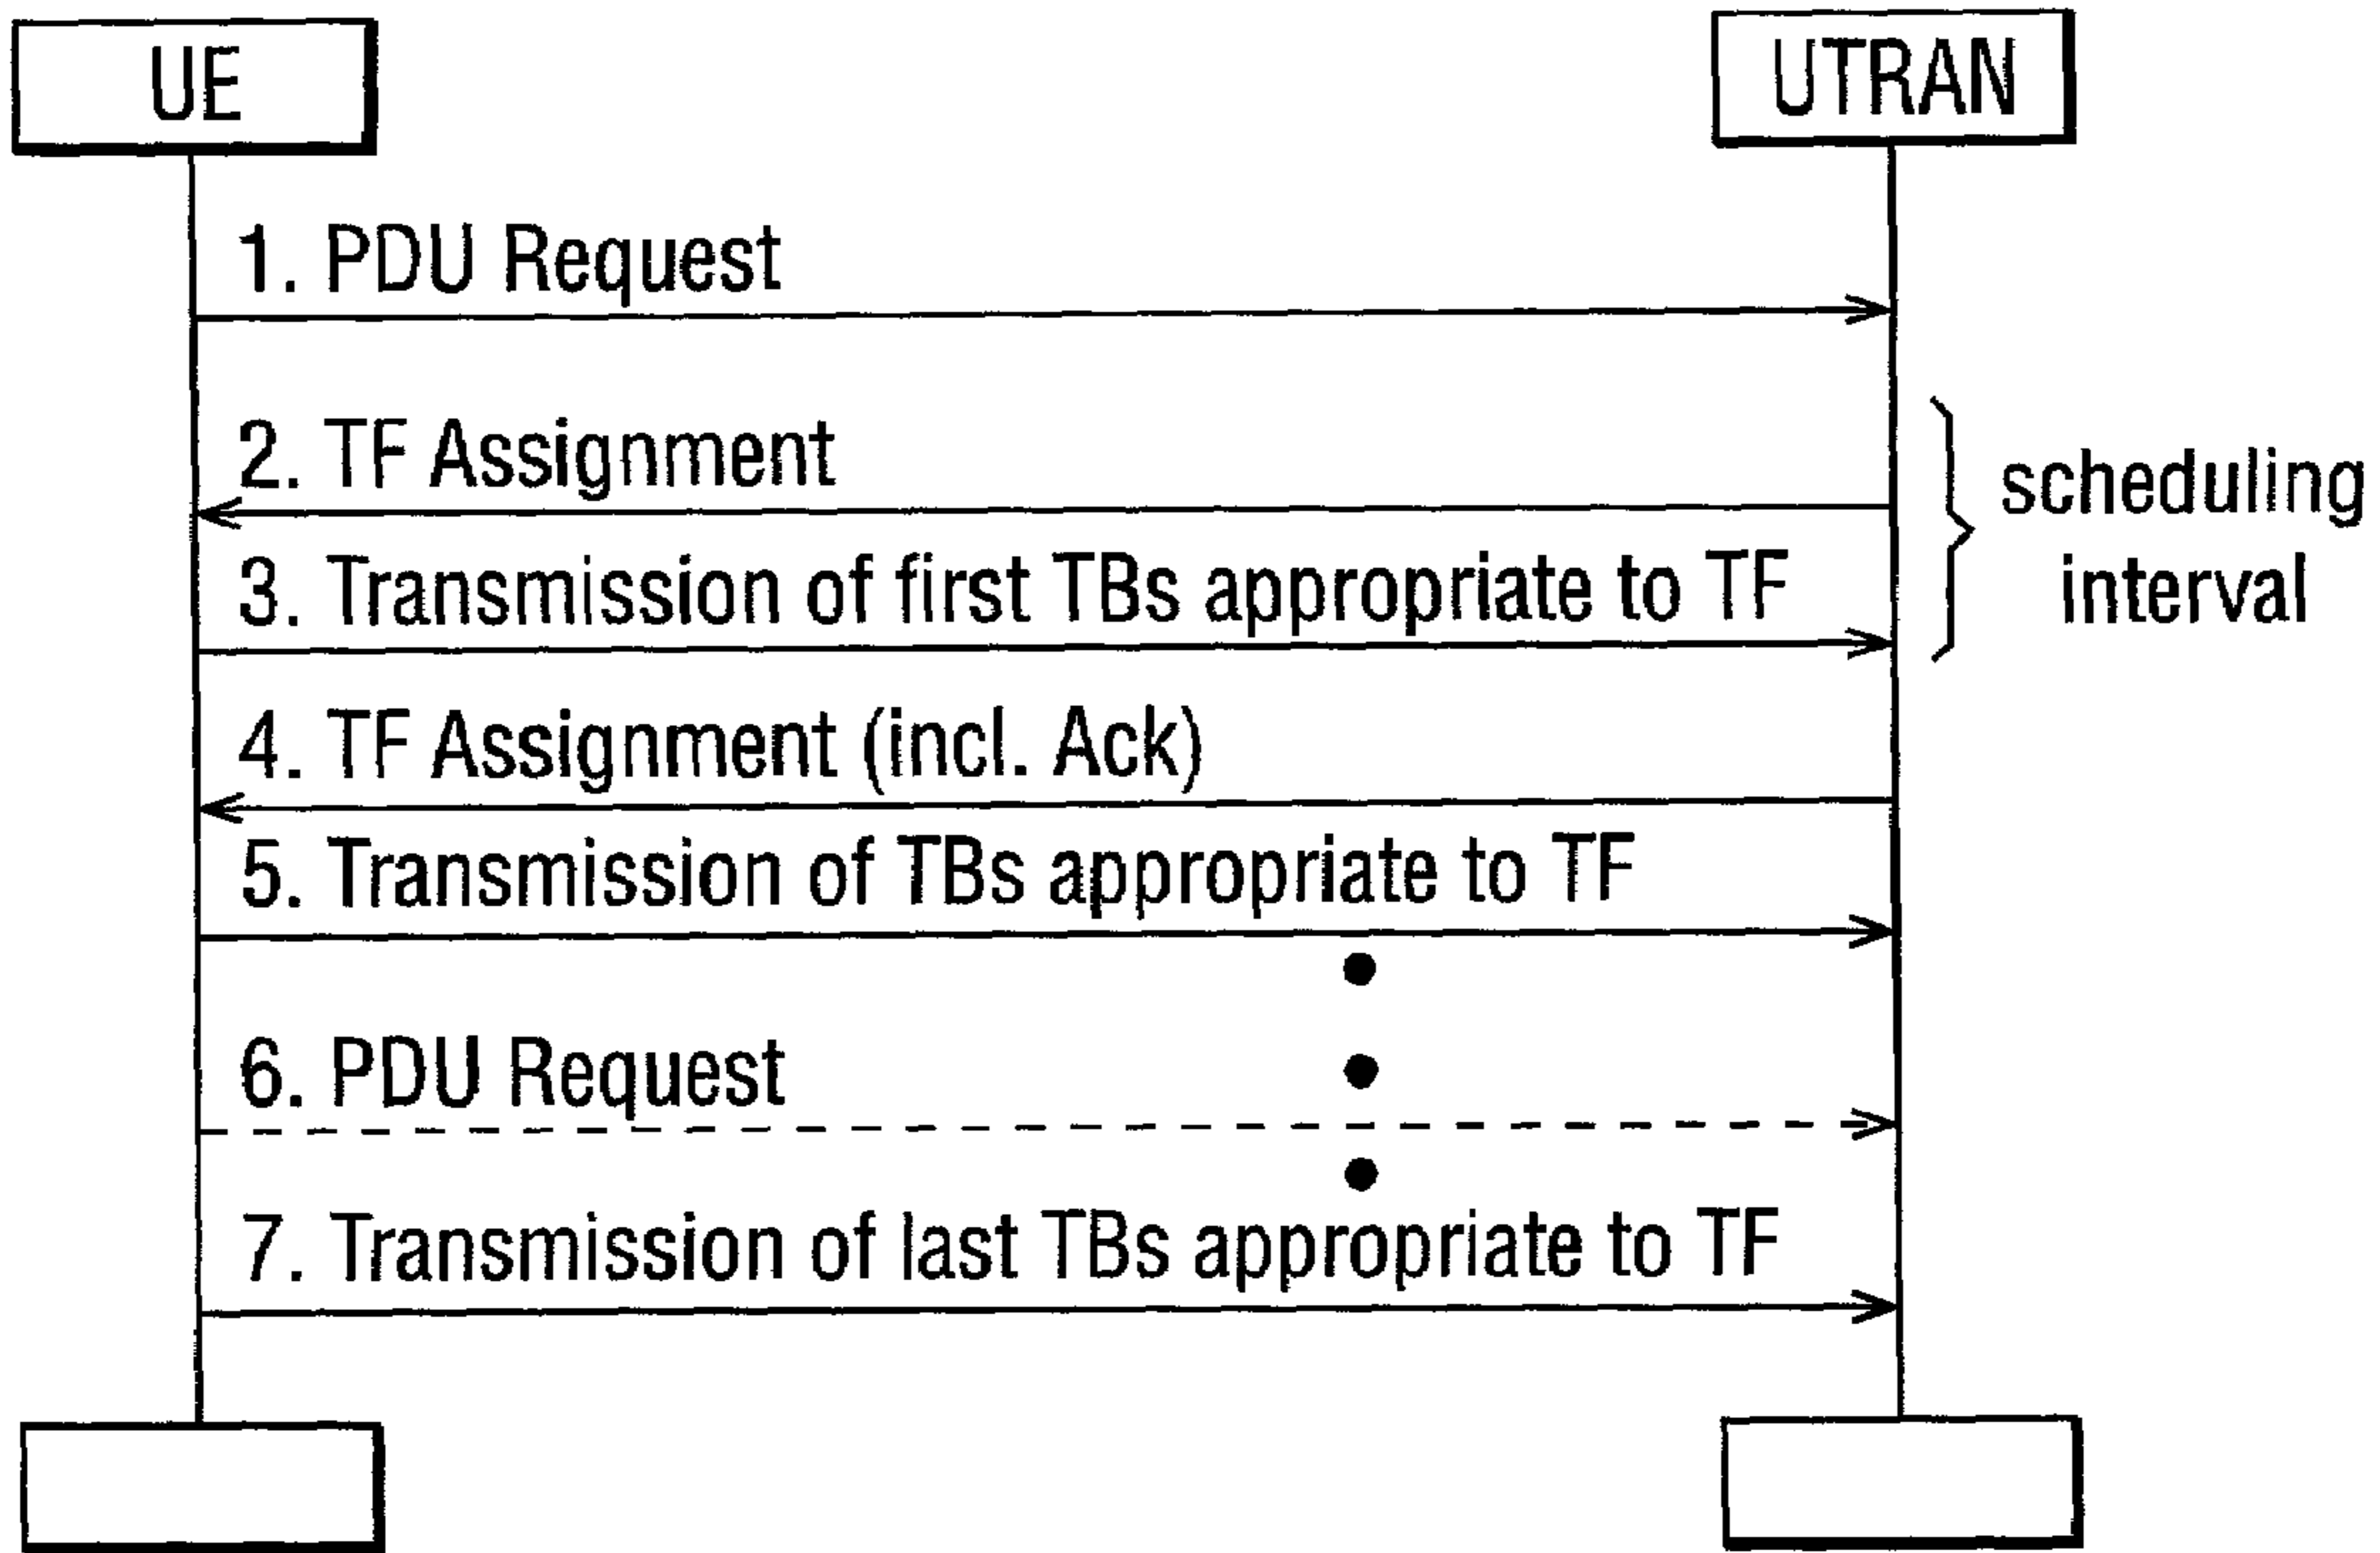 UE
UTRAN
1. PDU Request
2. TF Assignment
scheduling
interval
3. Transmission of first TBs appropriate to TF
4. TF Assignment (incl. Ack)
5. Transmission of TBs appropriate to TF
6. PDU Request
7. Transmission of last TBs appropriate to TF